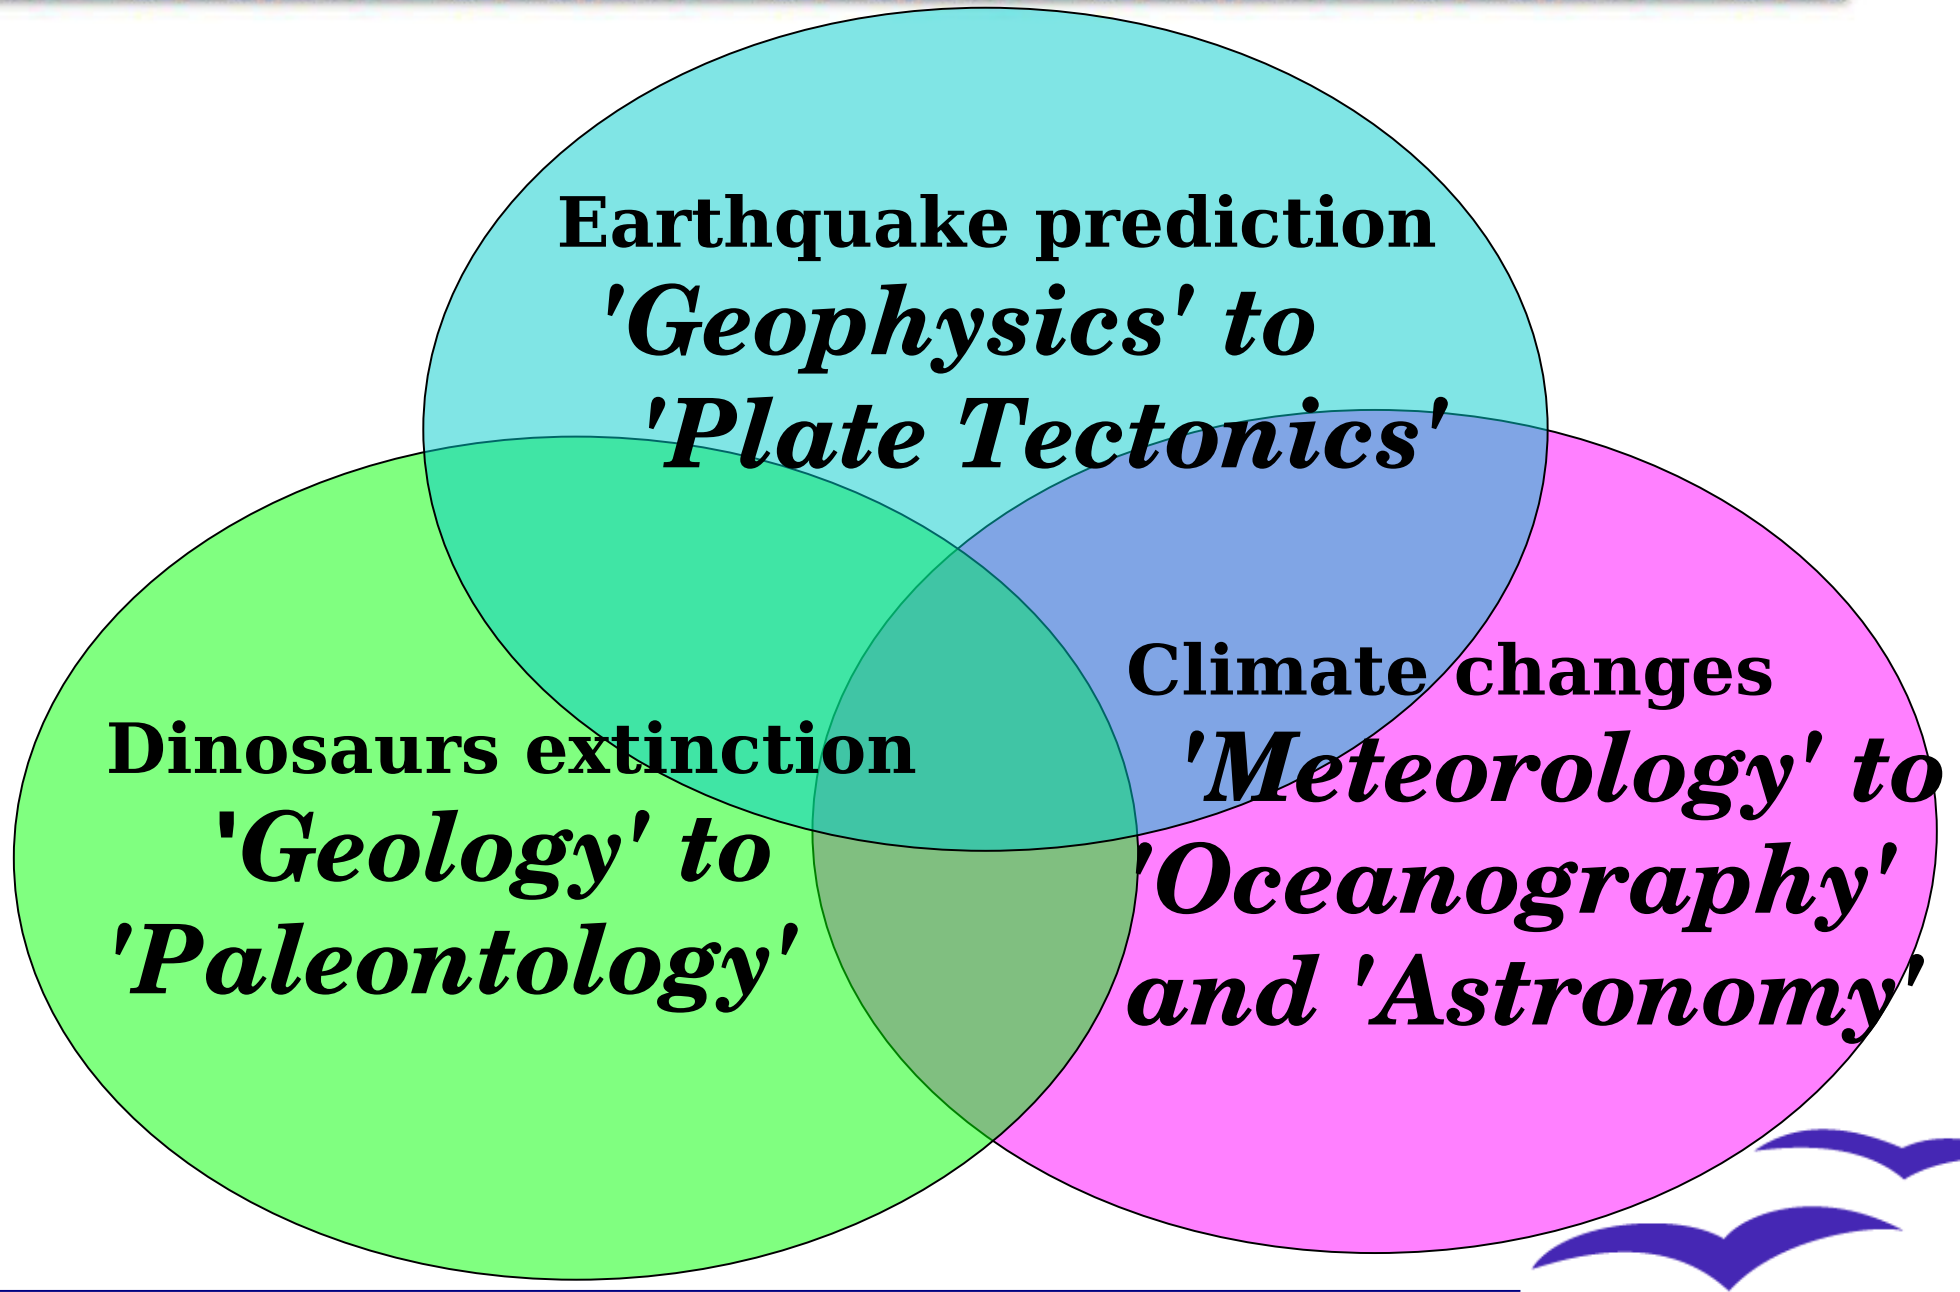 Earthquake prediction
'Geophysics' to
'Plate Tectonics'
Dinosaurs extinction
'Geology' to
'Paleontology'
Climate changes
'Meteorology' to
'Oceanography'
and 'Astronomy'